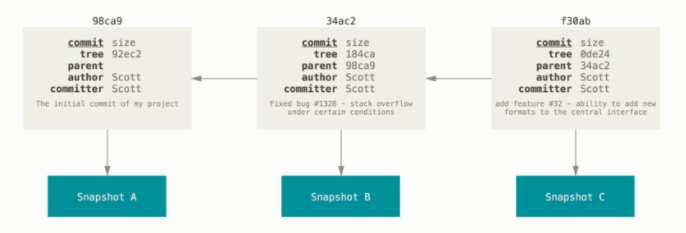 98ca9
commit size
tree 92ec2
parent
author Scott
committer Scott
The initial commit of my project
Snapshot A
34ac2
commit size
tree 184ca
parent 98ca9
author Scott
committer Scott
Fixed bug #1328 - stack overflow
under certain conditions
Snapshot B
f30ab
commit size
tree 0de24
parent 34ac2
author Scott
committer Scott
add feature #32 - ability to add new
formats to the central interface
Snapshot C